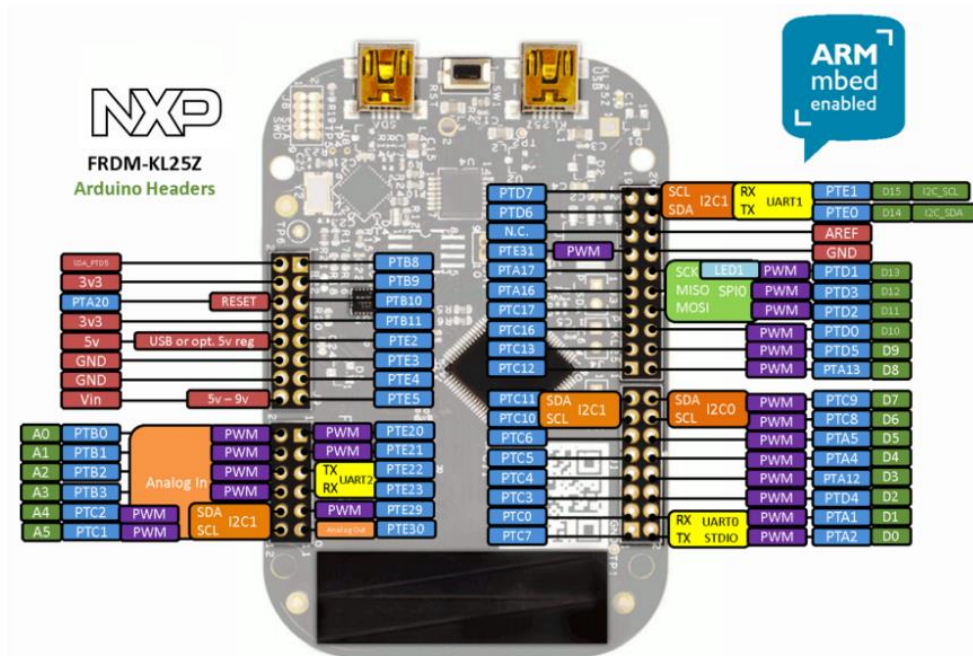 NXP
FRDM-KL25Z
Arduino Headers
ARM
mbed
enabled
SDA_PTD5
3v3
PTA20 RESET
3v3
5v USB or opt. 5v reg
GND
GND
Vin 5v – 9v
PTB8
PTB9
PTB10
PTB11
PTE2
PTE3
PTE4
PTE5
A0 PTB0 PWM
A1 PTB1 PWM
A2 PTB2 PWM
A3 PTB3 PWM
Analog In
A4 PTC2 PWM SDA
A5 PTC1 PWM SCL
I2C1
PWM PTE20
PWM PTE21
TX PTE22
RX PTE23
UART2
PWM PTE29
Analog Out PTE30
PTD7
PTD6
N.C.
PTE31 PWM
PTA17
PTA16
PTC17
PTC16
PTC13
PTC12
SCL I2C1 RX UART1 PTE1 D15 I2C_SCL
SDA TX PTE0 D14 I2C_SDA
AREF
GND
SCK LED1 PWM PTD1 D13
MISO SPI0 PWM PTD3 D12
MOSI PWM PTD2 D11
PWM PTD0 D10
PWM PTD5 D9
PWM PTA13 D8
PTC11 SDA
PTC10 SCL
I2C1
PTC6
PTC5
PTC4
PTC3
PTC0
PTC7
SDA I2C0 PWM PTC9 D7
SCL PWM PTC8 D6
PWM PTA5 D5
PWM PTA4 D4
PWM PTA12 D3
PWM PTD4 D2
RX UART0 PWM PTA1 D1
TX STDIO PWM PTA2 D0